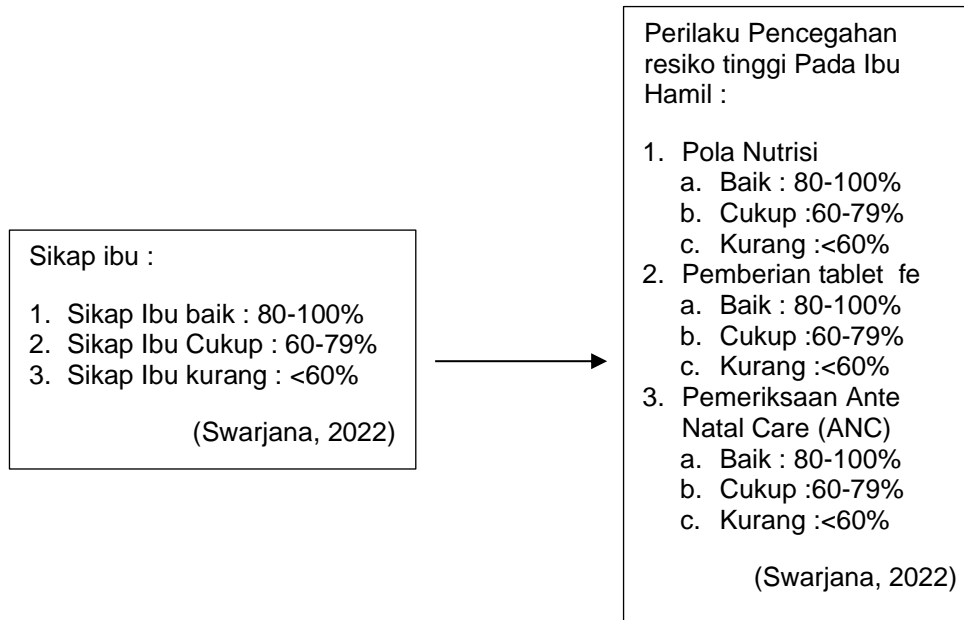 Sikap ibu :
1. Sikap Ibu baik : 80-100%
2. Sikap Ibu Cukup : 60-79%
3. Sikap Ibu kurang : <60%
(Swarjana, 2022)
Perilaku Pencegahan
resiko tinggi Pada Ibu
Hamil :
1. Pola Nutrisi
a. Baik : 80-100%
b. Cukup :60-79%
c. Kurang :<60%
2. Pemberian tablet fe
a. Baik : 80-100%
b. Cukup :60-79%
c. Kurang :<60%
3. Pemeriksaan Ante
Natal Care (ANC)
a. Baik : 80-100%
b. Cukup :60-79%
c. Kurang :<60%
(Swarjana, 2022)